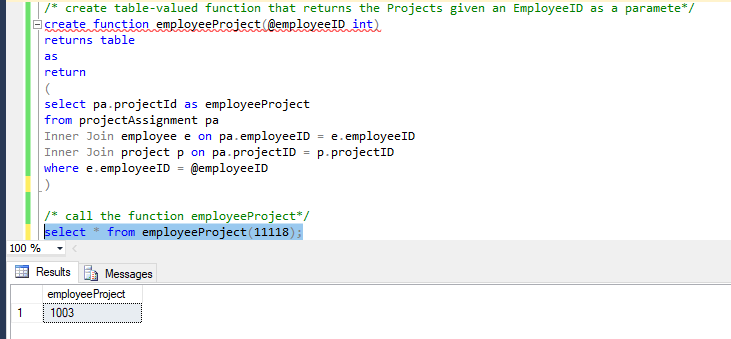 /* create table-valued function that returns the Projects given an EmployeeID as a paramete*/
create function employeeProject(@employeeID int)
returns table
as
return
(
select pa.projectId as employeeProject
from projectAssignment pa
Inner Join employee e on pa.employeeID = e.employeeID
Inner Join project p on pa.projectID = p.projectID
where e.employeeID = @employeeID
)
/* call the function employeeProject*/
select * from employeeProject(11118);
100 %
Results Messages
employeeProject
1 1003